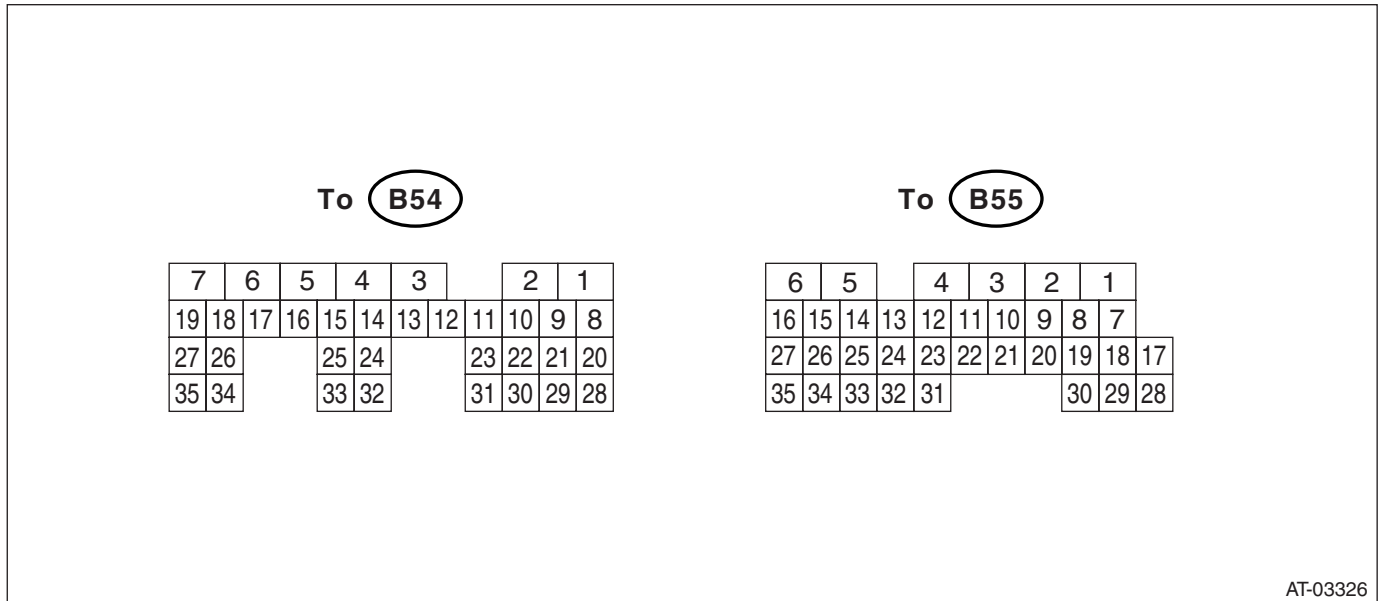 To B54
7 6 5 4 3 2 1
19 18 17 16 15 14 13 12 11 10 9 8
27 26 25 24 23 22 21 20
35 34 33 32 31 30 29 28
To B55
6 5 4 3 2 1
16 15 14 13 12 11 10 9 8 7
27 26 25 24 23 22 21 20 19 18 17
35 34 33 32 31 30 29 28
AT-03326